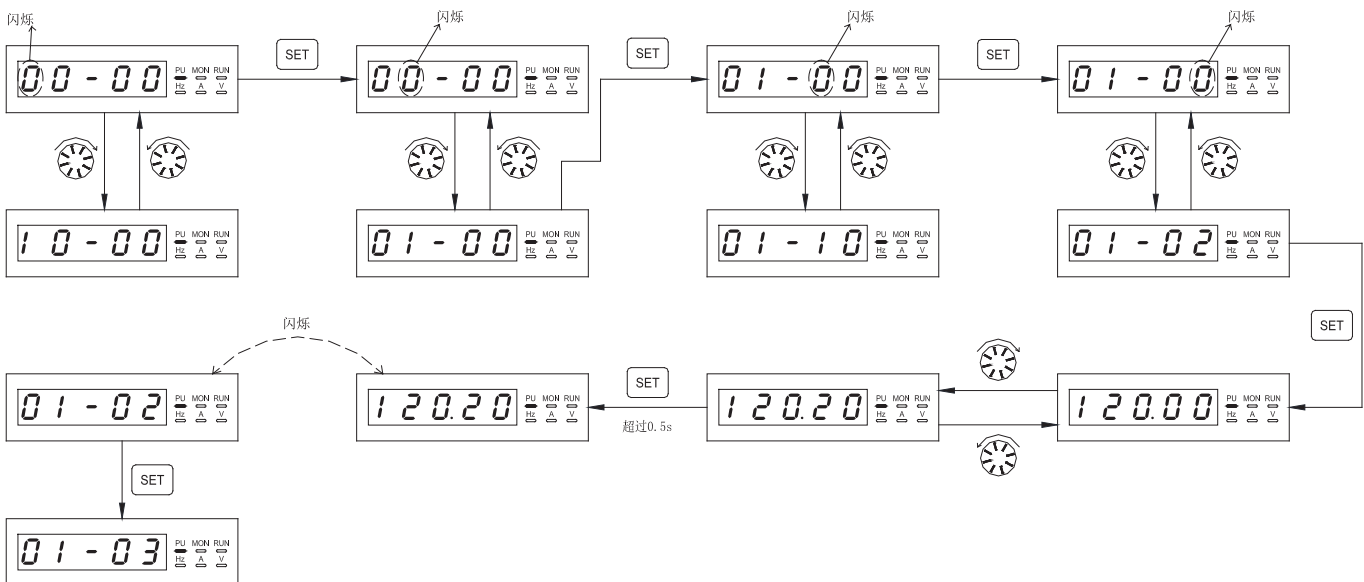 闪烁
闪烁
闪烁
闪烁
00-00
PU MON RUN
Hz A V
SET
00-00
PU MON RUN
Hz A V
SET
01-00
PU MON RUN
Hz A V
SET
01-00
PU MON RUN
Hz A V
10-00
PU MON RUN
Hz A V
01-00
PU MON RUN
Hz A V
01-10
PU MON RUN
Hz A V
01-02
PU MON RUN
Hz A V
SET
闪烁
01-02
PU MON RUN
Hz A V
120.20
PU MON RUN
Hz A V
SET
超过0.5s
120.20
PU MON RUN
Hz A V
120.00
PU MON RUN
Hz A V
SET
01-03
PU MON RUN
Hz A V